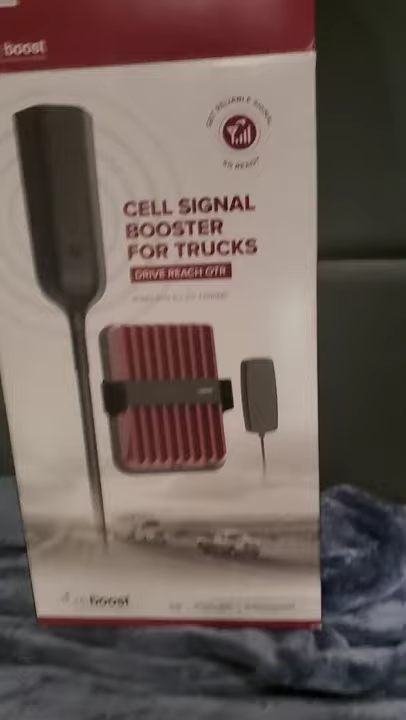 boost
GET RELIABLE SIGNAL
5G READY
CELL SIGNAL
BOOSTER
FOR TRUCKS
DRIVE REACH OTR
boost